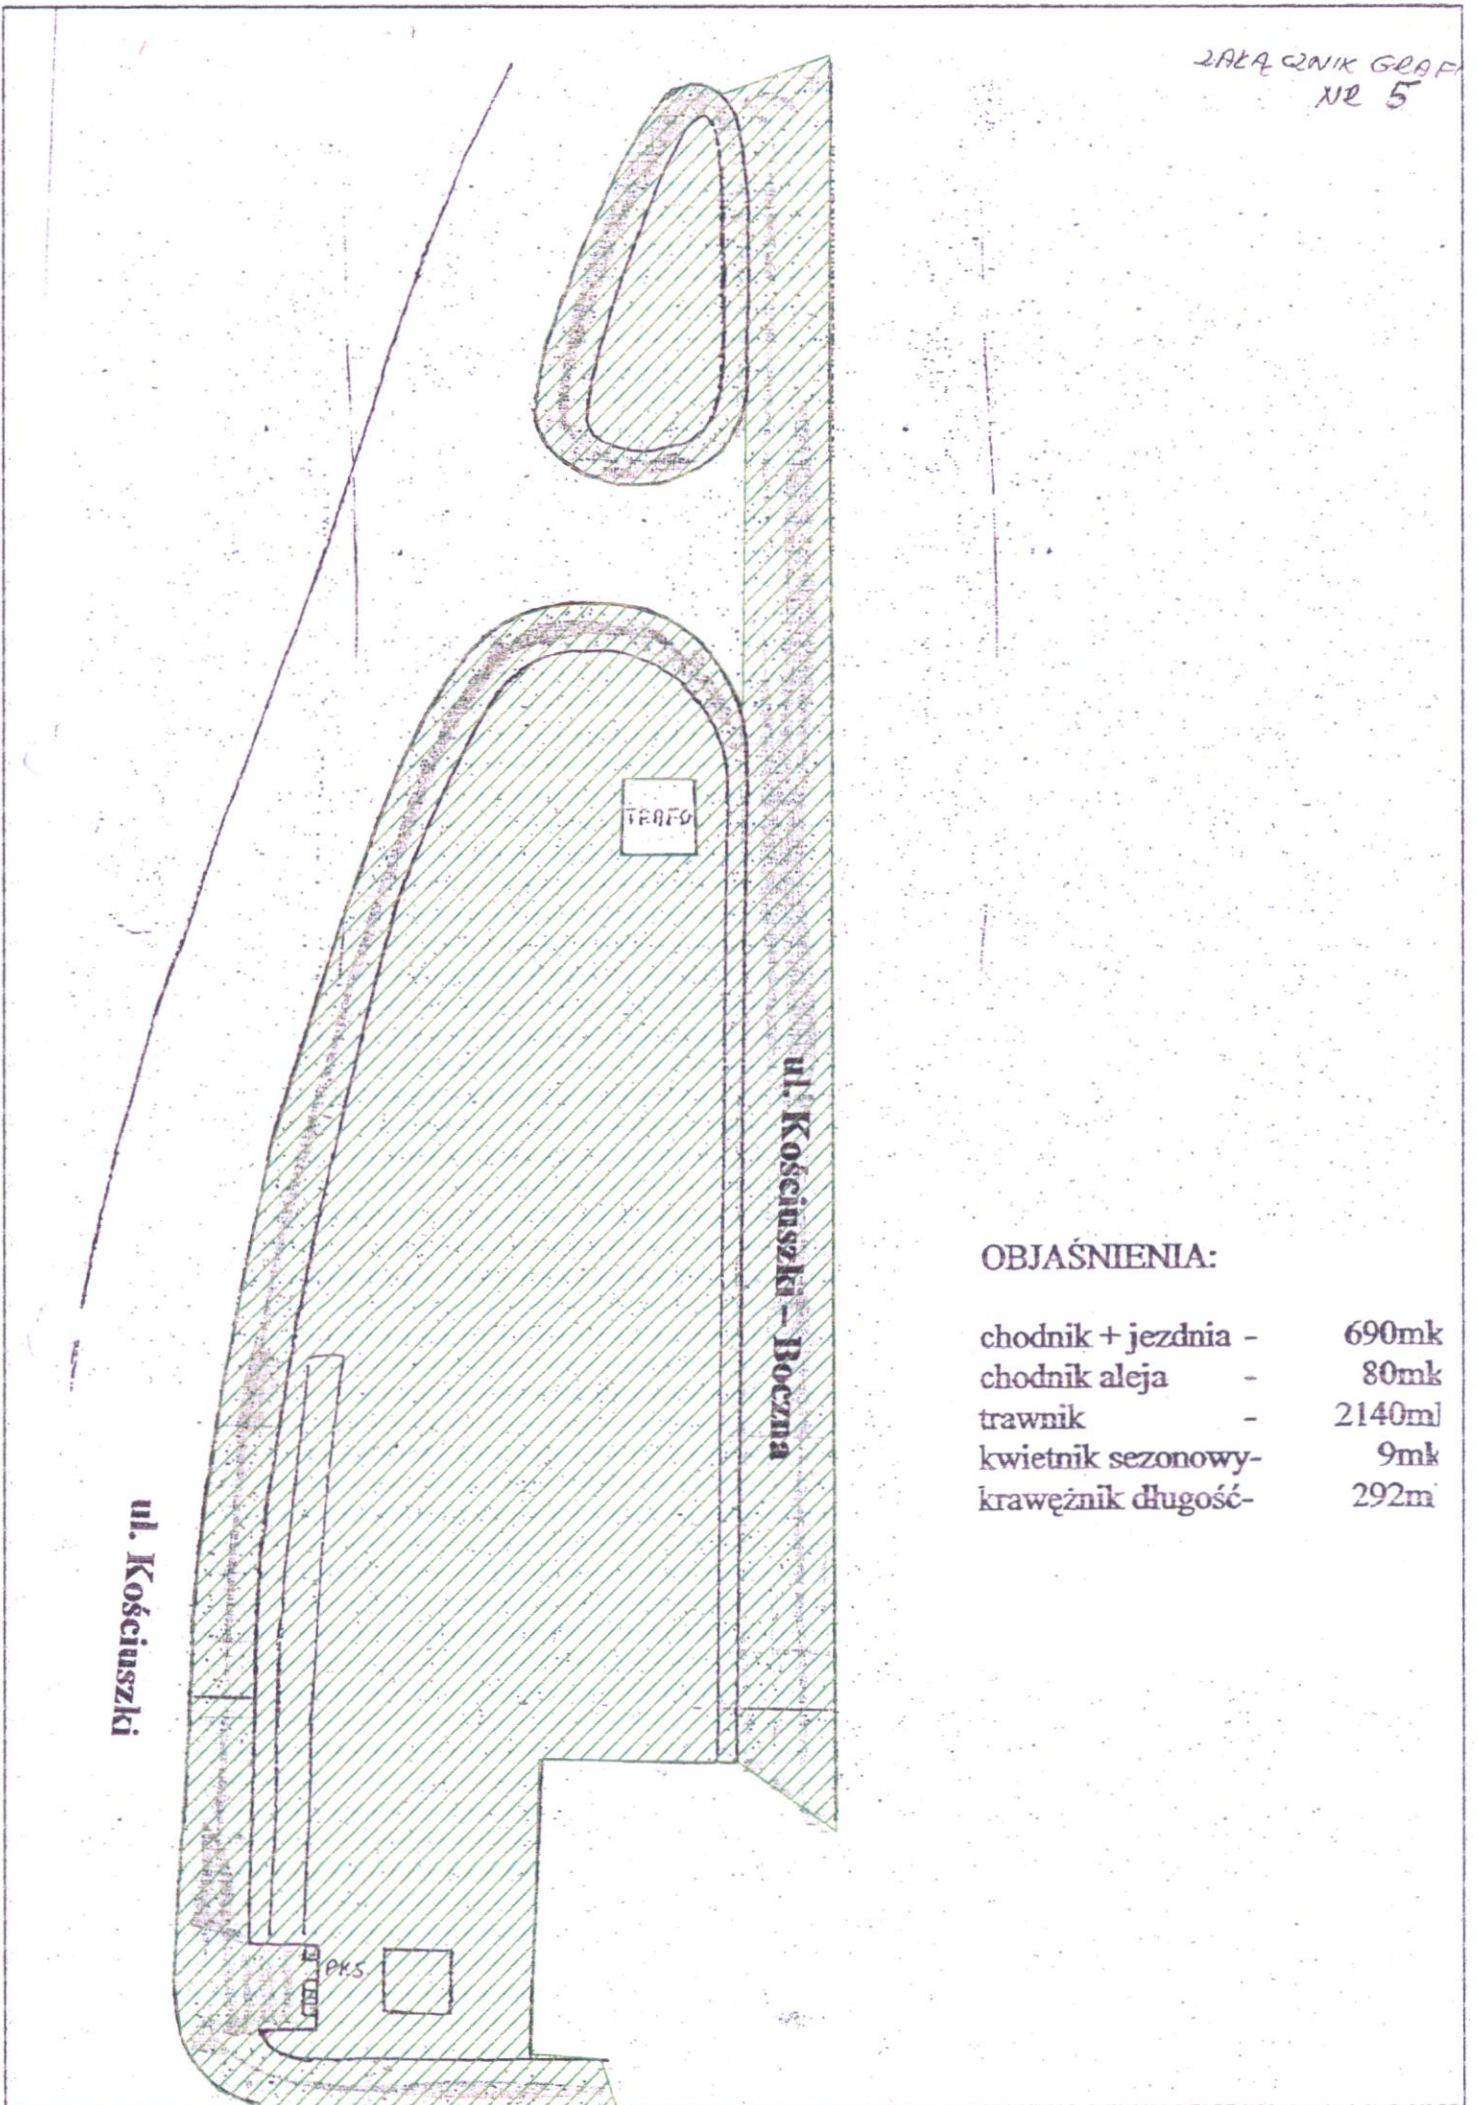 ZAŁĄCZNIK GRAFI
NR 5
TRAFO
ul. Kościuszki – Boczna
OBJAŚNIENIA:
chodnik + jezdnia - 690mk
chodnik aleja - 80mk
trawnik - 2140ml
kwietnik sezonowy- 9mk
krawężnik długość- 292m
ul. Kościuszki
PKS